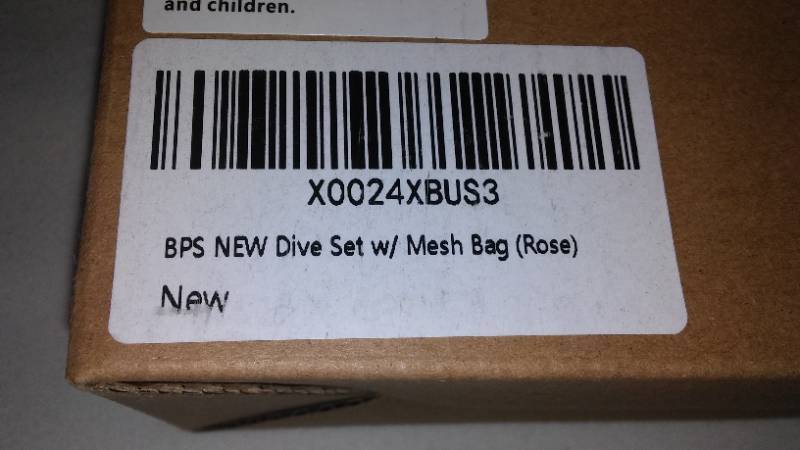 and children.
X0024XBUS3
BPS NEW Dive Set w/ Mesh Bag (Rose)
New